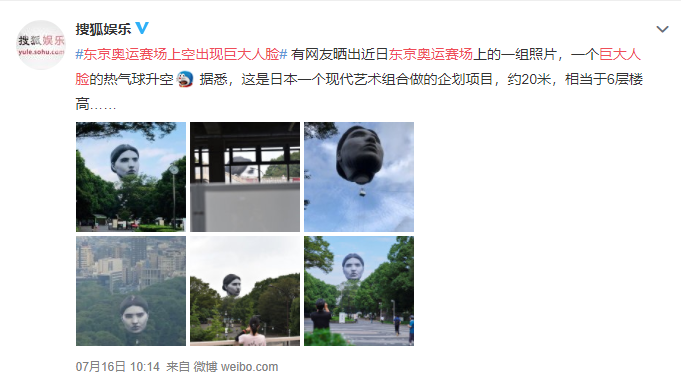 搜狐娱乐
yule.sohu.com
搜狐娱乐
#东京奥运赛场上空出现巨大人脸# 有网友晒出近日东京奥运赛场上的一组照片，一个巨大人
脸的热气球升空 据悉，这是日本一个现代艺术组合做的企划项目，约20米，相当于6层楼
高……
07月16日 10:14 来自 微博 weibo.com